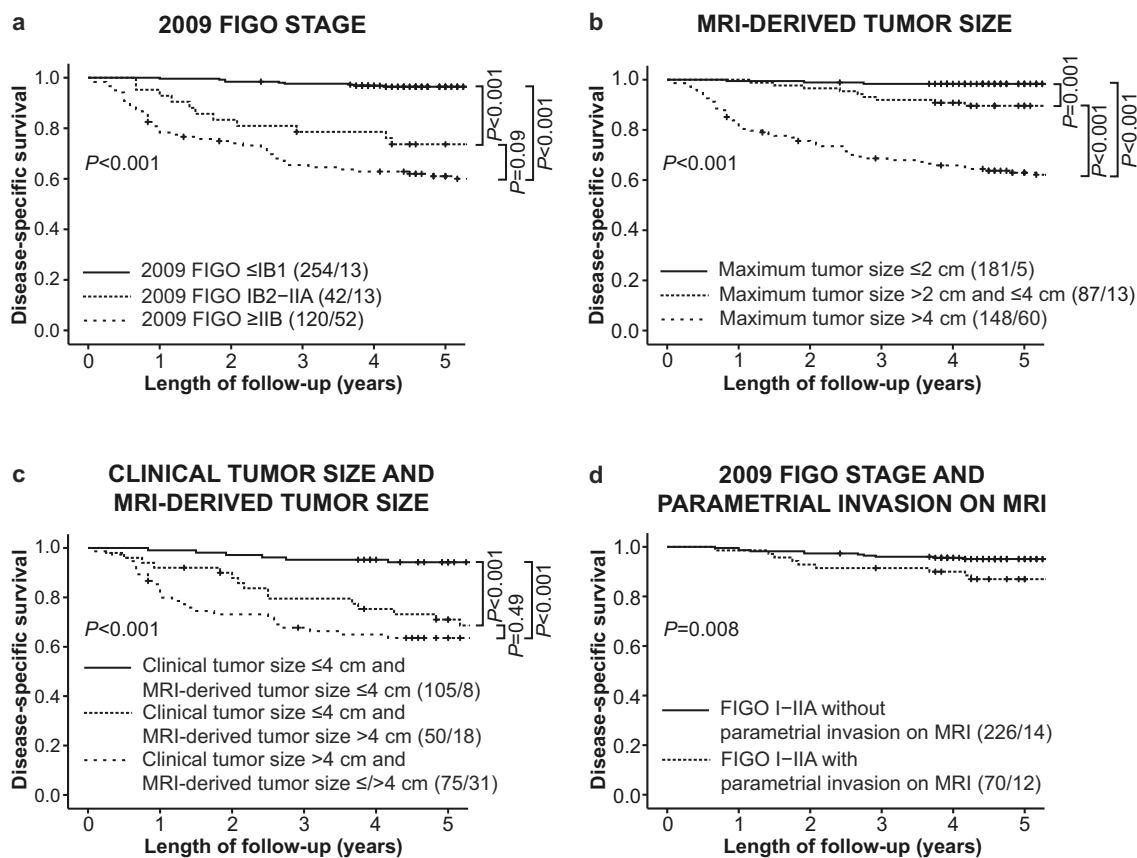 a
2009 FIGO STAGE
Disease-specific survival
1.0
0.8
0.6
0.4
0.2
0.0
P<0.001
P<0.001
P=0.09
P<0.001
2009 FIGO ≤IB1 (254/13)
2009 FIGO IB2–IIA (42/13)
2009 FIGO ≥IIB (120/52)
0 1 2 3 4 5
Length of follow-up (years)
b
MRI-DERIVED TUMOR SIZE
Disease-specific survival
1.0
0.8
0.6
0.4
0.2
0.0
P<0.001
P=0.001
P<0.001
P<0.001
Maximum tumor size ≤2 cm (181/5)
Maximum tumor size >2 cm and ≤4 cm (87/13)
Maximum tumor size >4 cm (148/60)
0 1 2 3 4 5
Length of follow-up (years)
c
CLINICAL TUMOR SIZE AND
MRI-DERIVED TUMOR SIZE
Disease-specific survival
1.0
0.8
0.6
0.4
0.2
0.0
P<0.001
P<0.001
P=0.49
P<0.001
Clinical tumor size ≤4 cm and
MRI-derived tumor size ≤4 cm (105/8)
Clinical tumor size ≤4 cm and
MRI-derived tumor size >4 cm (50/18)
Clinical tumor size >4 cm and
MRI-derived tumor size ≤/>4 cm (75/31)
0 1 2 3 4 5
Length of follow-up (years)
d
2009 FIGO STAGE AND
PARAMETRIAL INVASION ON MRI
Disease-specific survival
1.0
0.8
0.6
0.4
0.2
0.0
P=0.008
FIGO I–IIA without
parametrial invasion on MRI (226/14)
FIGO I–IIA with
parametrial invasion on MRI (70/12)
0 1 2 3 4 5
Length of follow-up (years)